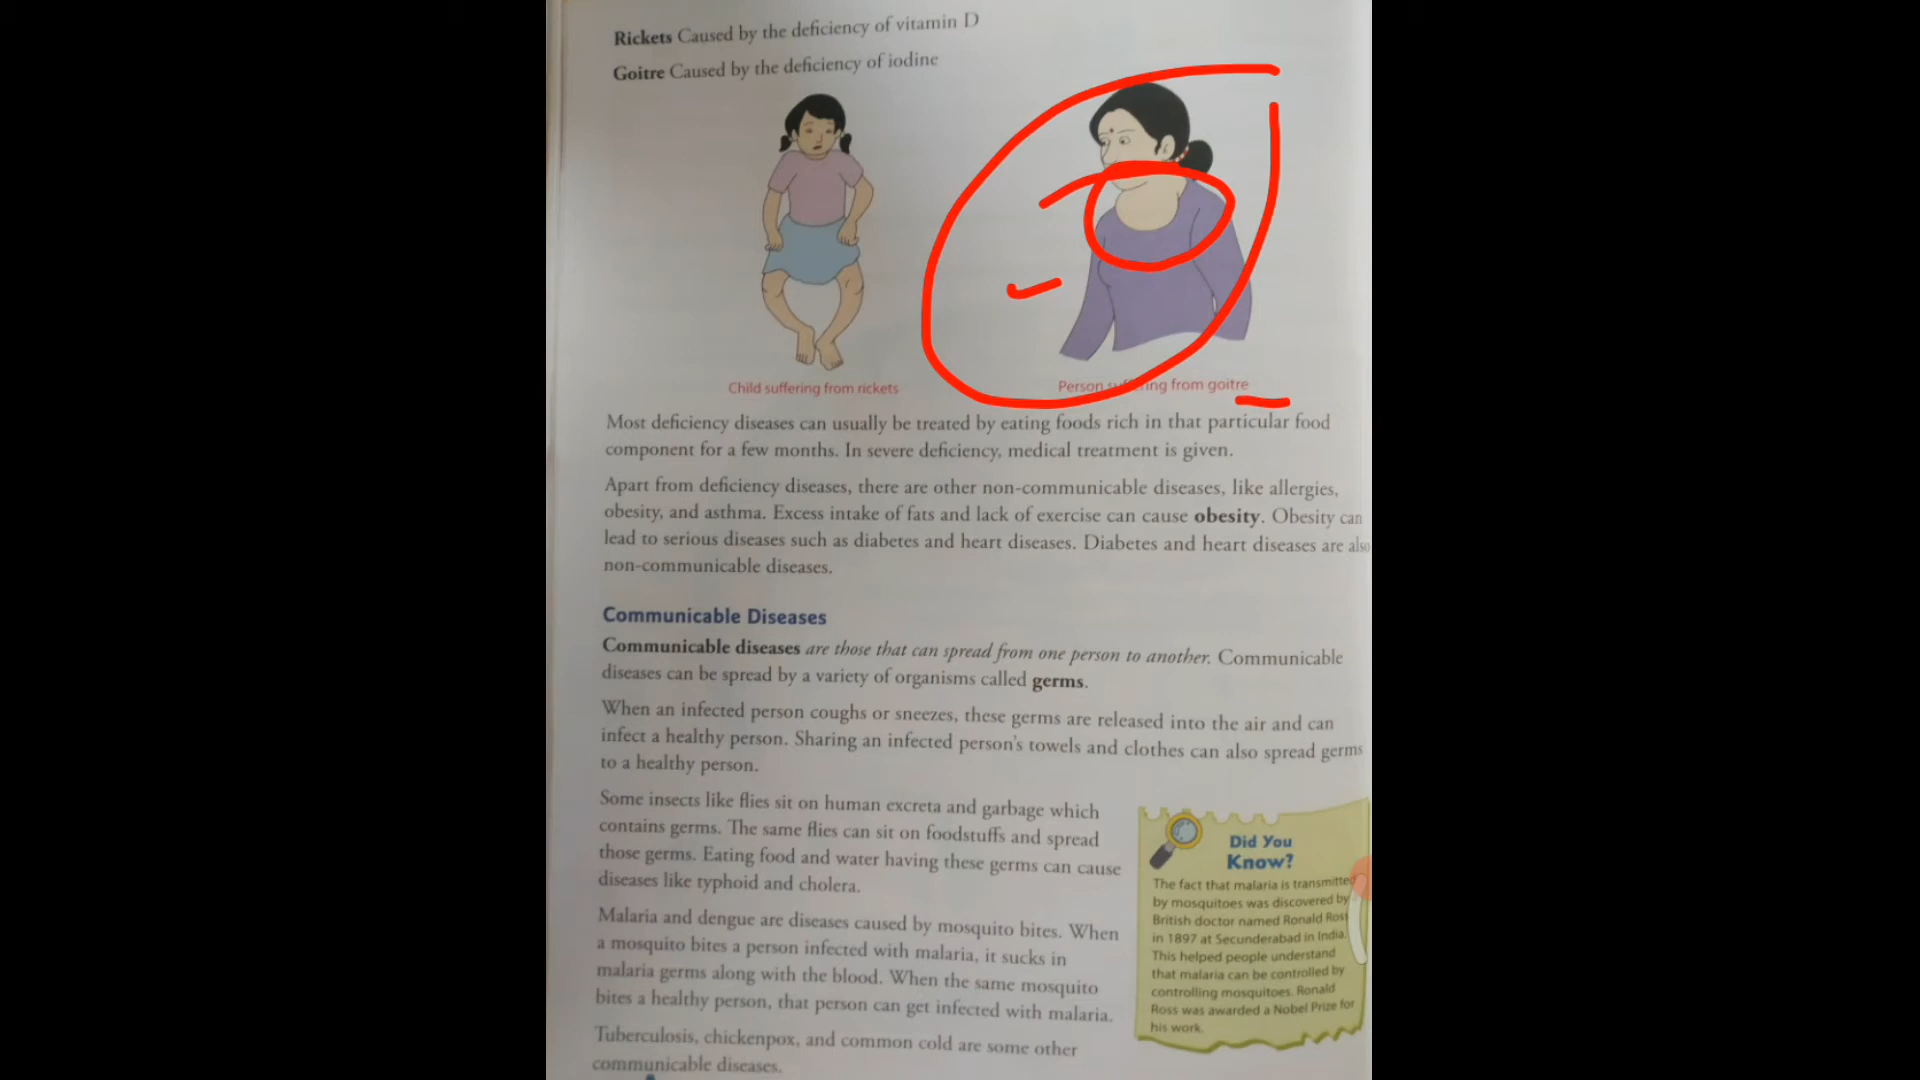 Rickets Caused by the deficiency of vitamin D
Goitre Caused by the deficiency of iodine
Child suffering from rickets
Person suffering from goitre
Most deficiency diseases can usually be treated by eating foods rich in that particular food
component for a few months. In severe deficiency, medical treatment is given.
Apart from deficiency diseases, there are other non-communicable diseases, like allergies,
obesity, and asthma. Excess intake of fats and lack of exercise can cause obesity. Obesity can
lead to serious diseases such as diabetes and heart diseases. Diabetes and heart diseases are also
non-communicable diseases.
Communicable Diseases
Communicable diseases are those that can spread from one person to another. Communicable
diseases can be spread by a variety of organisms called germs.
When an infected person coughs or sneezes, these germs are released into the air and can
infect a healthy person. Sharing an infected person's towels and clothes can also spread germs
to a healthy person.
Some insects like flies sit on human excreta and garbage which
contains germs. The same flies can sit on foodstuffs and spread
those germs. Eating food and water having these germs can cause
diseases like typhoid and cholera.
Malaria and dengue are diseases caused by mosquito bites. When
a mosquito bites a person infected with malaria, it sucks in
malaria germs along with the blood. When the same mosquito
bites a healthy person, that person can get infected with malaria.
Tuberculosis, chickenpox, and common cold are some other
communicable diseases.
Did You
Know?
The fact that malaria is transmitted
by mosquitoes was discovered by
British doctor named Ronald Ross
in 1897 at Secunderabad in India.
This helped people understand
that malaria can be controlled by
controlling mosquitoes. Ronald
Ross was awarded a Nobel Prize for
his work.